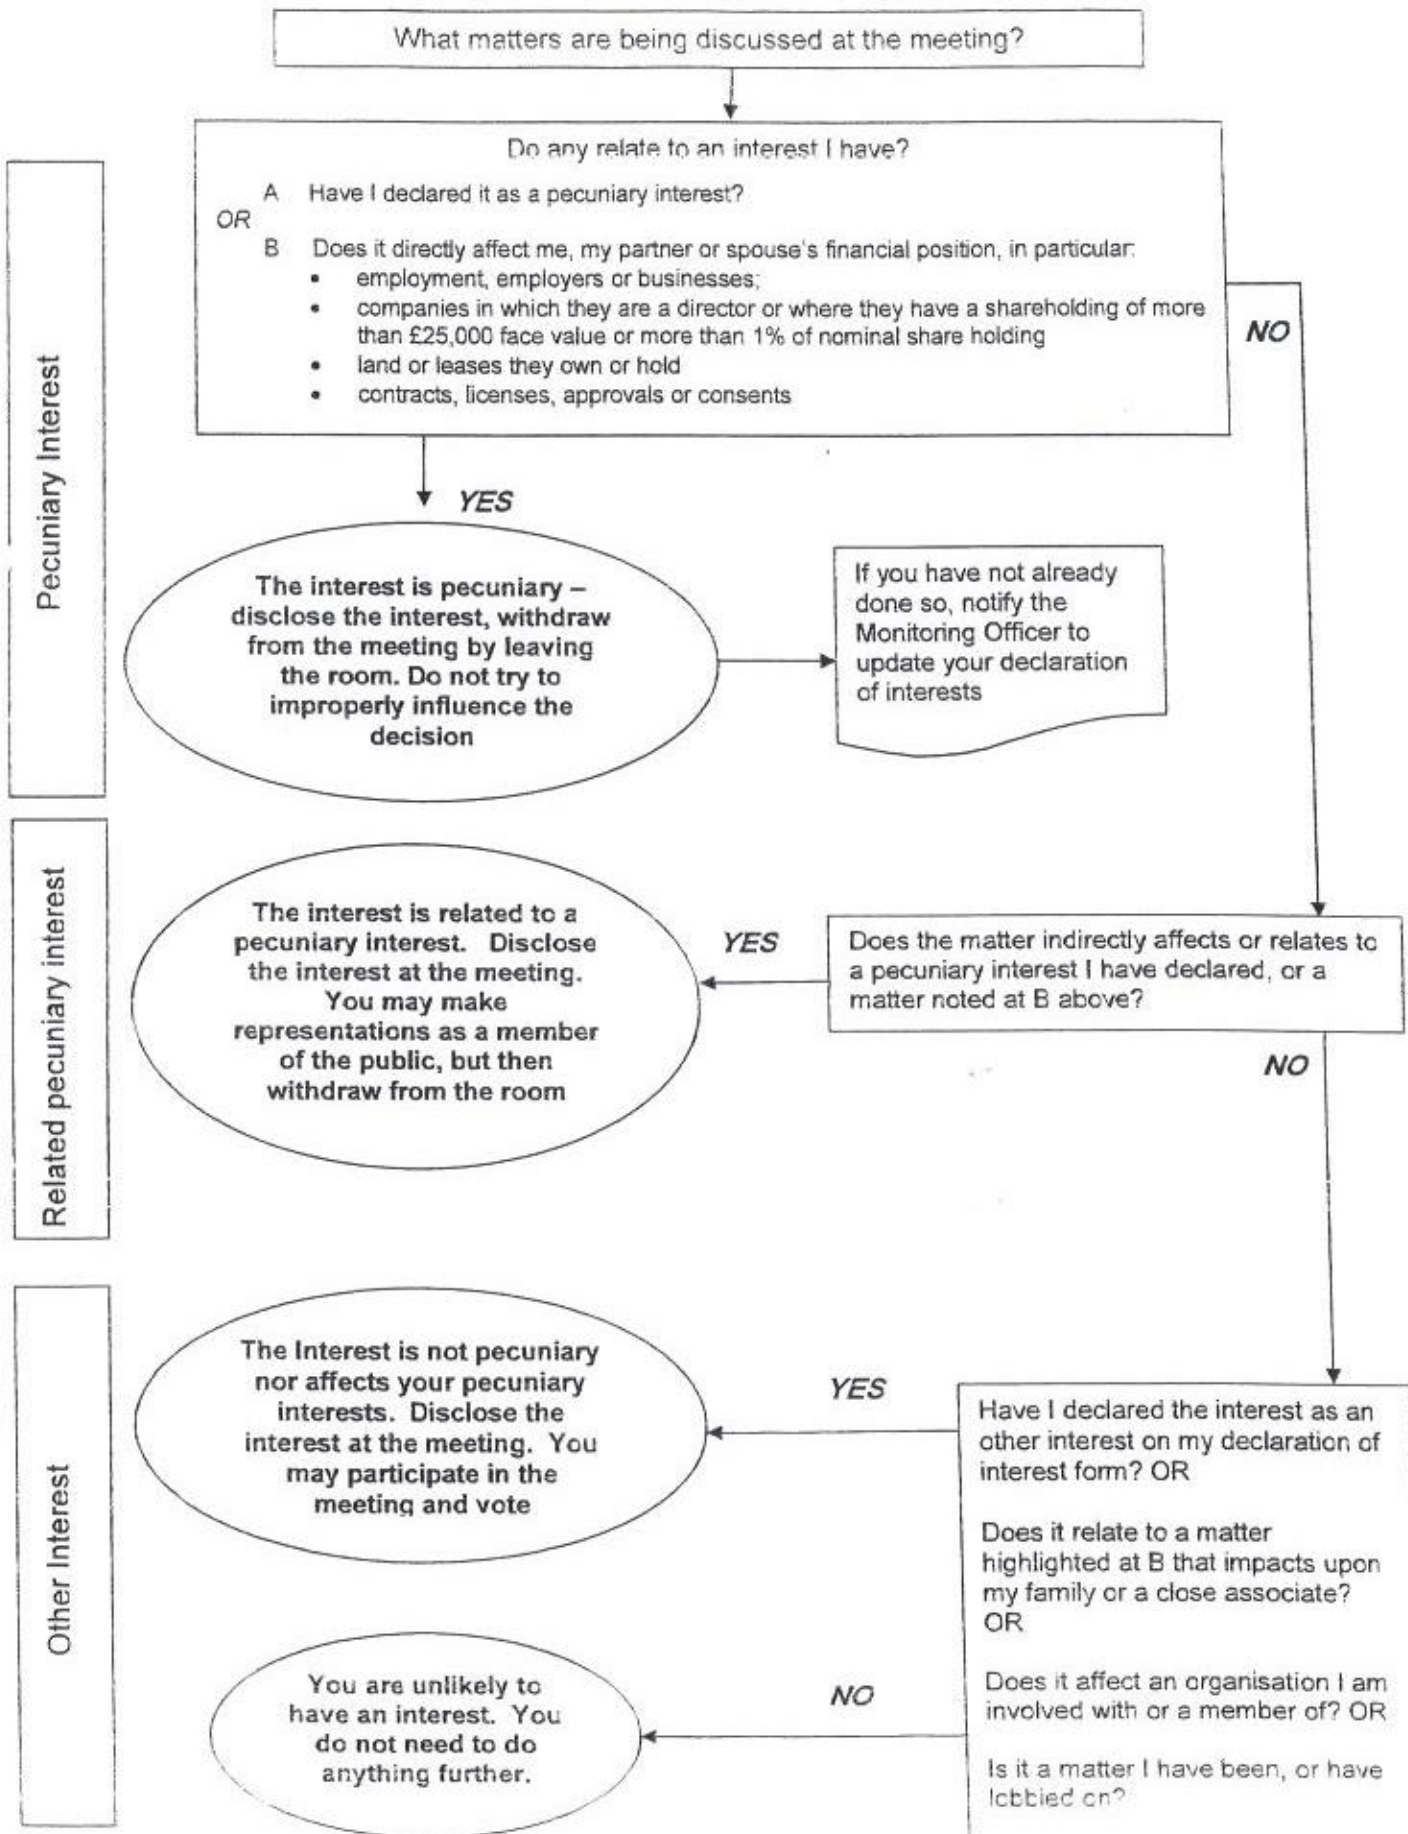 What matters are being discussed at the meeting?
Do any relate to an interest I have?
A Have I declared it as a pecuniary interest?
OR
B Does it directly affect me, my partner or spouse's financial position, in particular:
• employment, employers or businesses;
• companies in which they are a director or where they have a shareholding of more
than £25,000 face value or more than 1% of nominal share holding
• land or leases they own or hold
• contracts, licenses, approvals or consents
NO
Pecuniary Interest
YES
The interest is pecuniary –
disclose the interest, withdraw
from the meeting by leaving
the room. Do not try to
improperly influence the
decision
If you have not already
done so, notify the
Monitoring Officer to
update your declaration
of interests
Related pecuniary interest
The interest is related to a
pecuniary interest. Disclose
the interest at the meeting.
You may make
representations as a member
of the public, but then
withdraw from the room
YES
Does the matter indirectly affects or relates to
a pecuniary interest I have declared, or a
matter noted at B above?
NO
Other Interest
The Interest is not pecuniary
nor affects your pecuniary
interests. Disclose the
interest at the meeting. You
may participate in the
meeting and vote
YES
Have I declared the interest as an
other interest on my declaration of
interest form? OR
Does it relate to a matter
highlighted at B that impacts upon
my family or a close associate?
OR
Does it affect an organisation I am
involved with or a member of? OR
Is it a matter I have been, or have
lobbied on?
NO
You are unlikely to
have an interest. You
do not need to do
anything further.